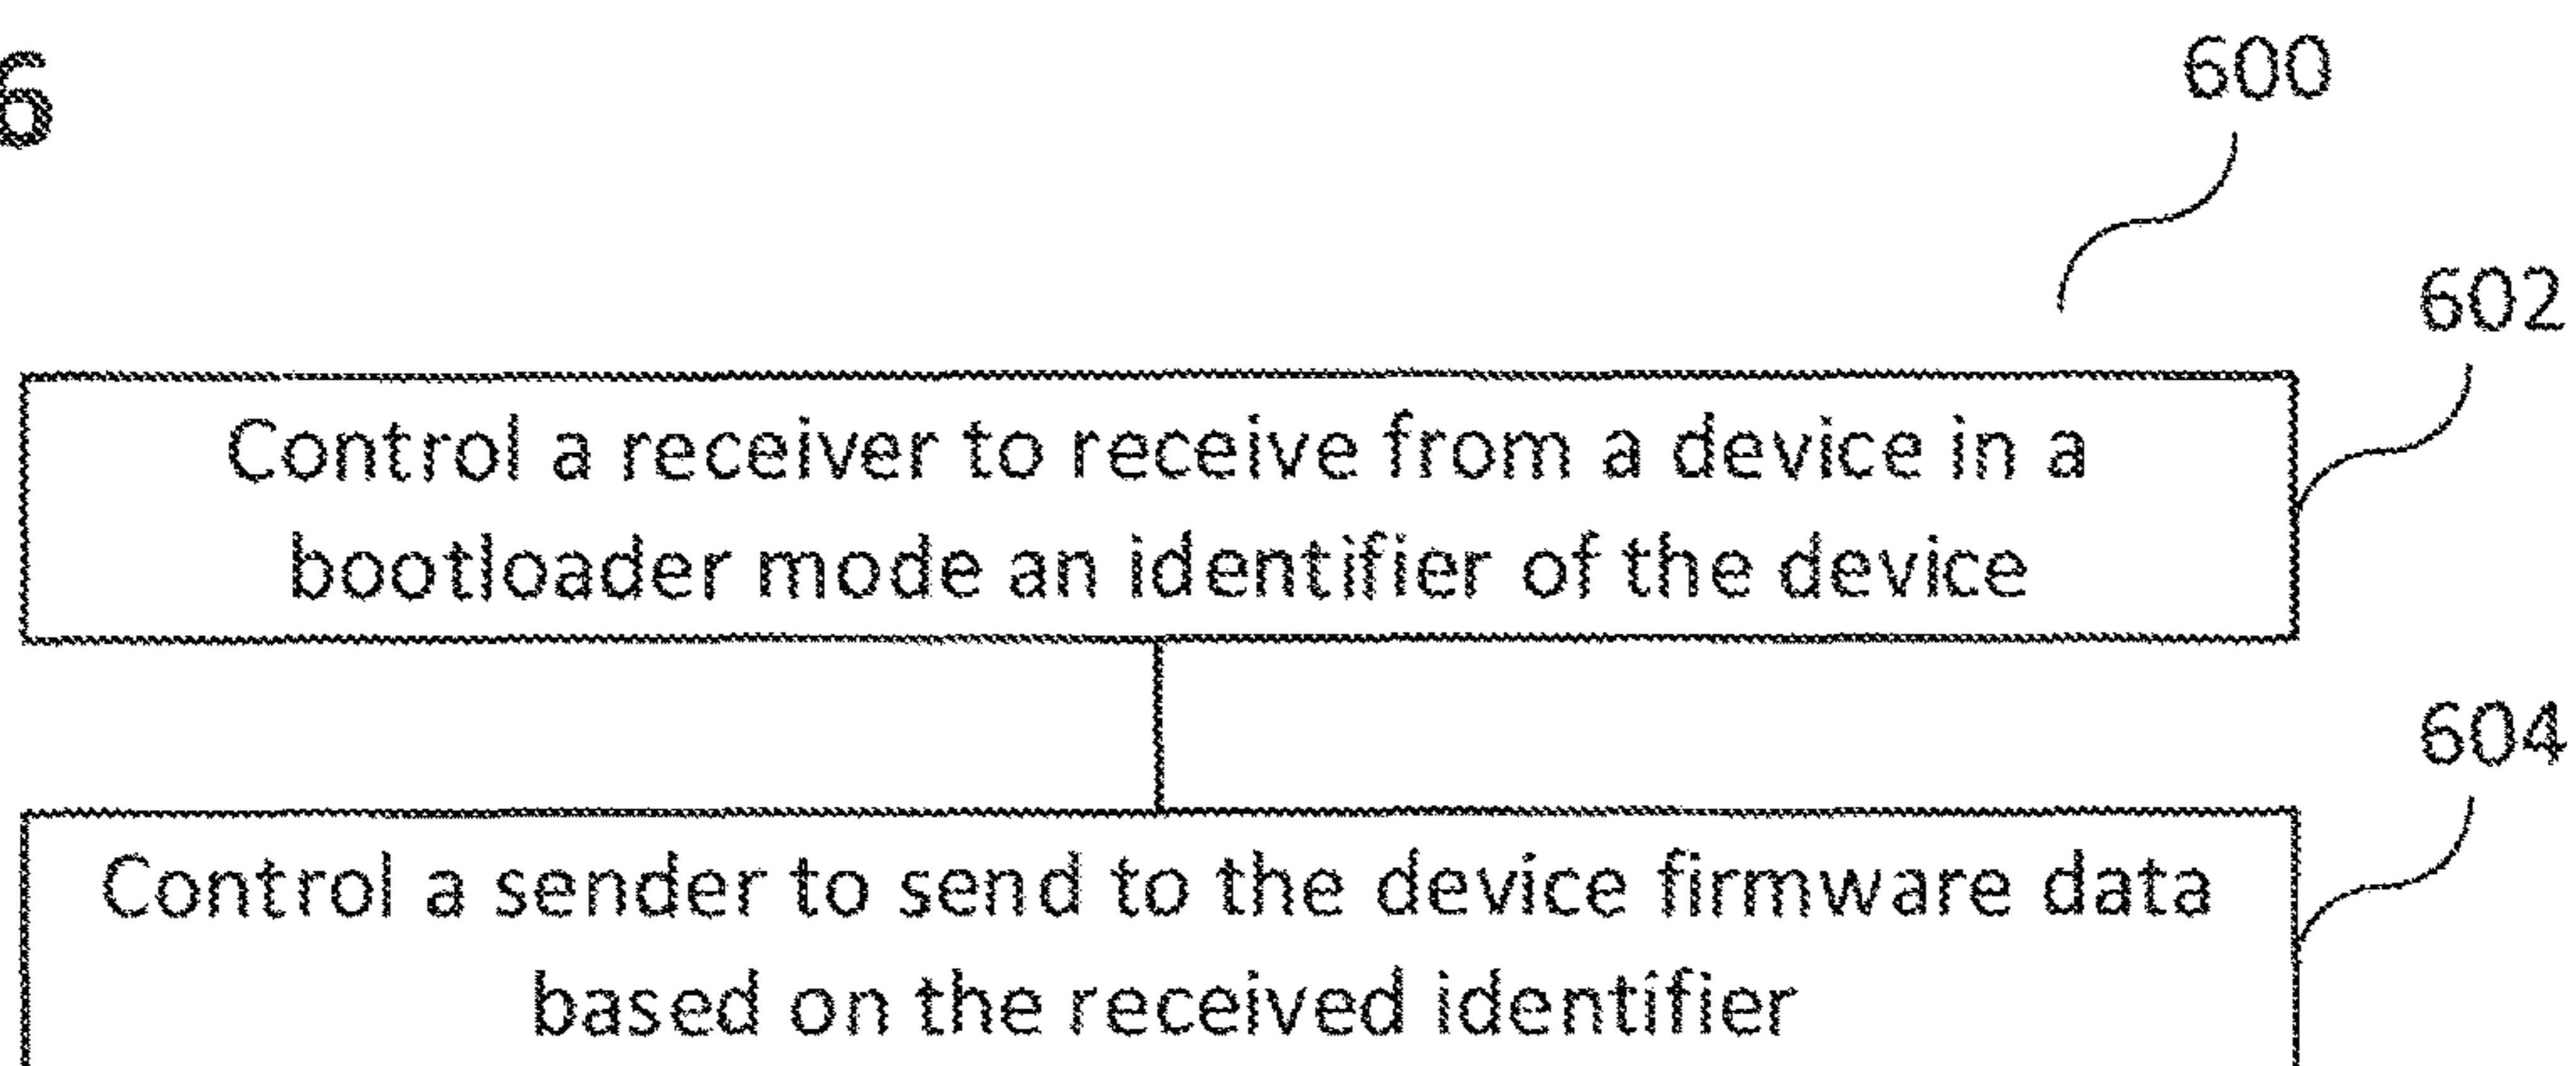 6
600
602
Control a receiver to receive from a device in a
bootloader mode an identifier of the device
604
Control a sender to send to the device firmware data
based on the received identifier